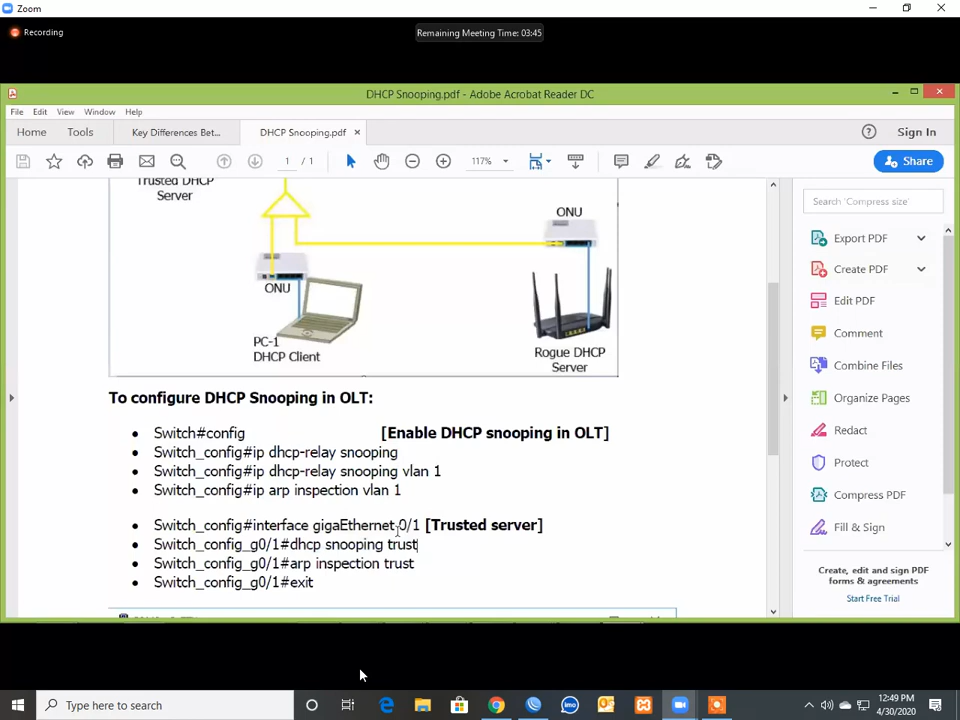 Zoom
Recording
Remaining Meeting Time: 03:45
DHCP Snooping.pdf - Adobe Acrobat Reader DC
File Edit View Window Help
Home Tools Key Differences Bet... DHCP Snooping.pdf × Sign In
1 / 1 117% Share
Trusted DHCP
Server
ONU
ONU
PC-1
DHCP Client
Rogue DHCP
Server
To configure DHCP Snooping in OLT:
• Switch#config [Enable DHCP snooping in OLT]
• Switch_config#ip dhcp-relay snooping
• Switch_config#ip dhcp-relay snooping vlan 1
• Switch_config#ip arp inspection vlan 1
• Switch_config#interface gigaEthernet 0/1 [Trusted server]
• Switch_config_g0/1#dhcp snooping trust
• Switch_config_g0/1#arp inspection trust
• Switch_config_g0/1#exit
Search 'Compress size'
Export PDF
Create PDF
Edit PDF
Comment
Combine Files
Organize Pages
Redact
Protect
Compress PDF
Fill & Sign
Create, edit and sign PDF
forms & agreements
Start Free Trial
Type here to search
imo
12:49 PM
4/30/2020